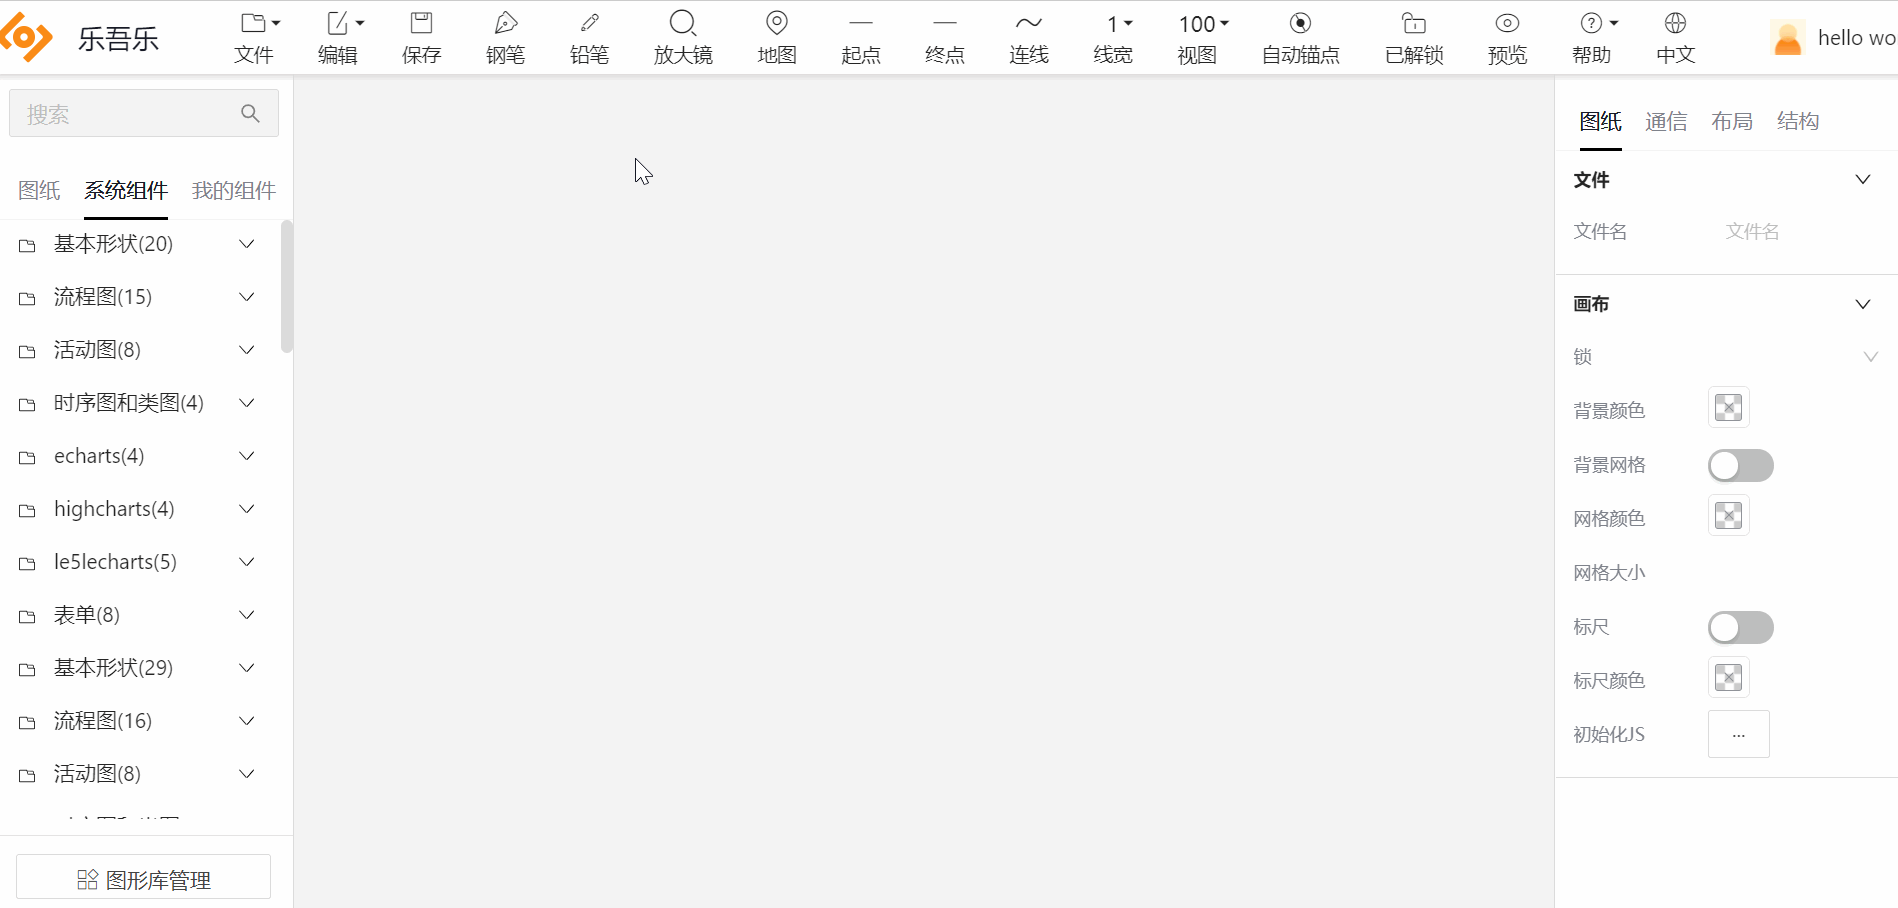 乐吾乐
文件
编辑
保存
钢笔
铅笔
放大镜
地图
起点
终点
连线
1
线宽
100
视图
自动锚点
已解锁
预览
帮助
中文
hello wo
搜索
图纸 系统组件 我的组件
基本形状(20)
流程图(15)
活动图(8)
时序图和类图(4)
echarts(4)
highcharts(4)
le5lecharts(5)
表单(8)
基本形状(29)
流程图(16)
活动图(8)
图形库管理
图纸 通信 布局 结构
文件
文件名 文件名
画布
锁
背景颜色
背景网格
网格颜色
网格大小
标尺
标尺颜色
初始化JS ...